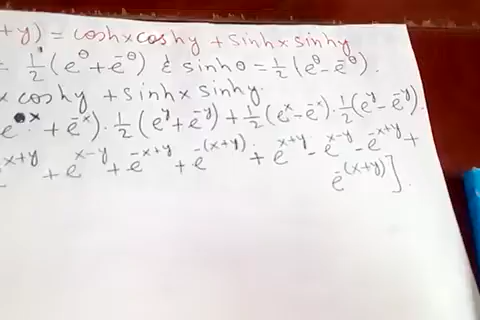 +y) = coshx coshy + sinhx sinhy
= 1/2 (e^θ + e^-θ) & sinhθ = 1/2 (e^θ - e^-θ).
x coshy + sinhx sinhy.
e^x + e^-x) . 1/2 (e^y + e^-y) + 1/2 (e^x - e^-x) . 1/2 (e^y - e^-y).
e^x+y + e^x-y + e^-x+y + e^-(x+y) + e^x+y - e^x-y - e^-x+y +
e^-(x+y)].